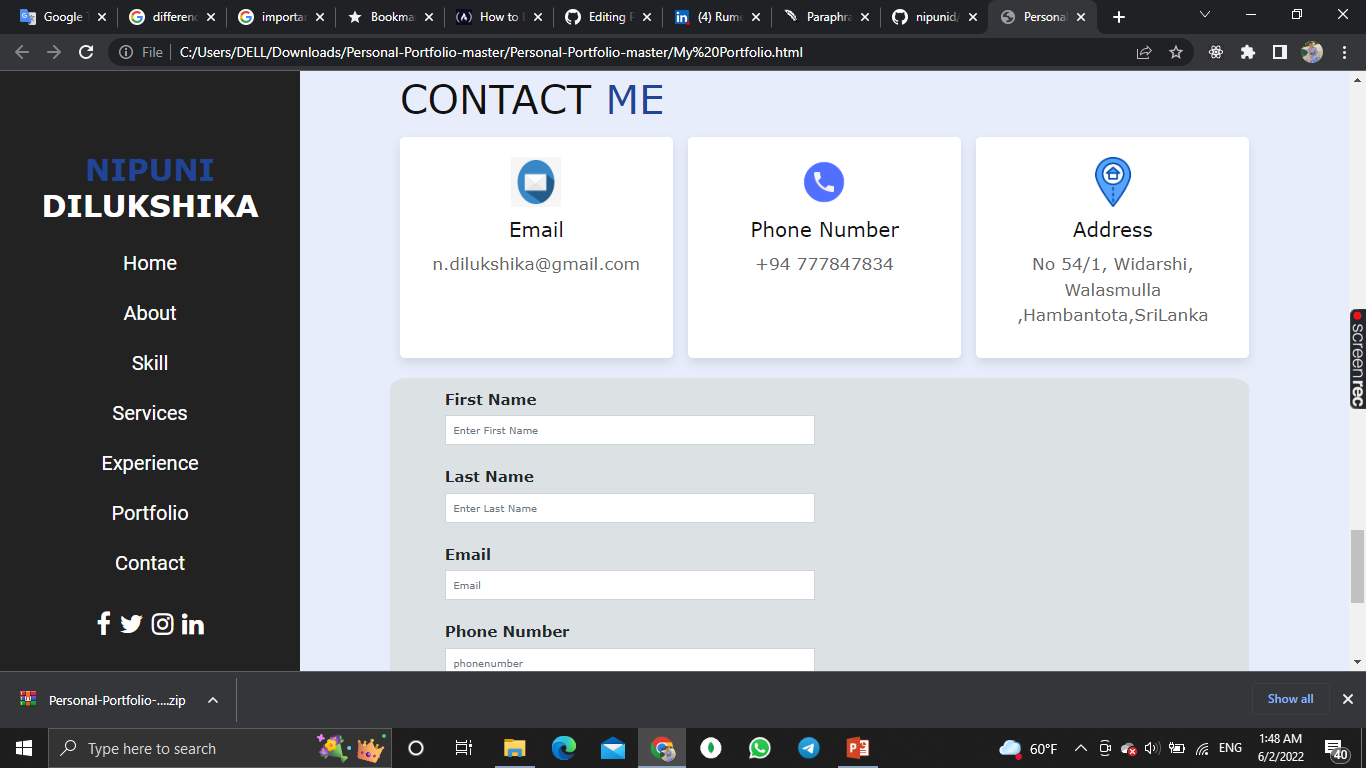 Google T
differenc
importan
Bookma
How to
Editing
(4) Rume
Paraphra
nipunid/
Personal
File
C:/Users/DELL/Downloads/Personal-Portfolio-master/Personal-Portfolio-master/My%20Portfolio.html
NIPUNI
DILUKSHIKA
Home
About
Skill
Services
Experience
Portfolio
Contact
CONTACT ME
Email
n.dilukshika@gmail.com
Phone Number
+94 777847834
Address
No 54/1, Widarshi,
Walasmulla
,Hambantota,SriLanka
First Name
Enter First Name
Last Name
Enter Last Name
Email
Email
Phone Number
phonenumber
screenrec
Personal-Portfolio-....zip
Show all
Type here to search
60°F
ENG
1:48 AM
6/2/2022
40